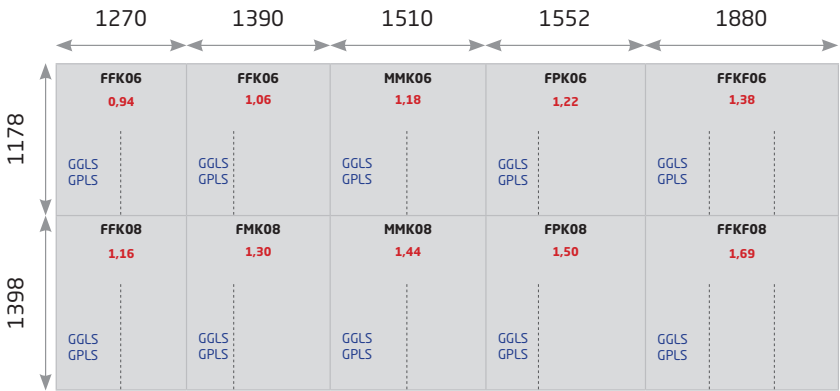 1270 1390 1510 1552 1880
1178
FFK06 FFK06 MMK06 FPK06 FFKF06
0,94 1,06 1,18 1,22 1,38
GGLS GGLS GGLS GGLS GGLS
GPLS GPLS GPLS GPLS GPLS
1398
FFK08 FMK08 MMK08 FPK08 FFKF08
1,16 1,30 1,44 1,50 1,69
GGLS GGLS GGLS GGLS GGLS
GPLS GPLS GPLS GPLS GPLS